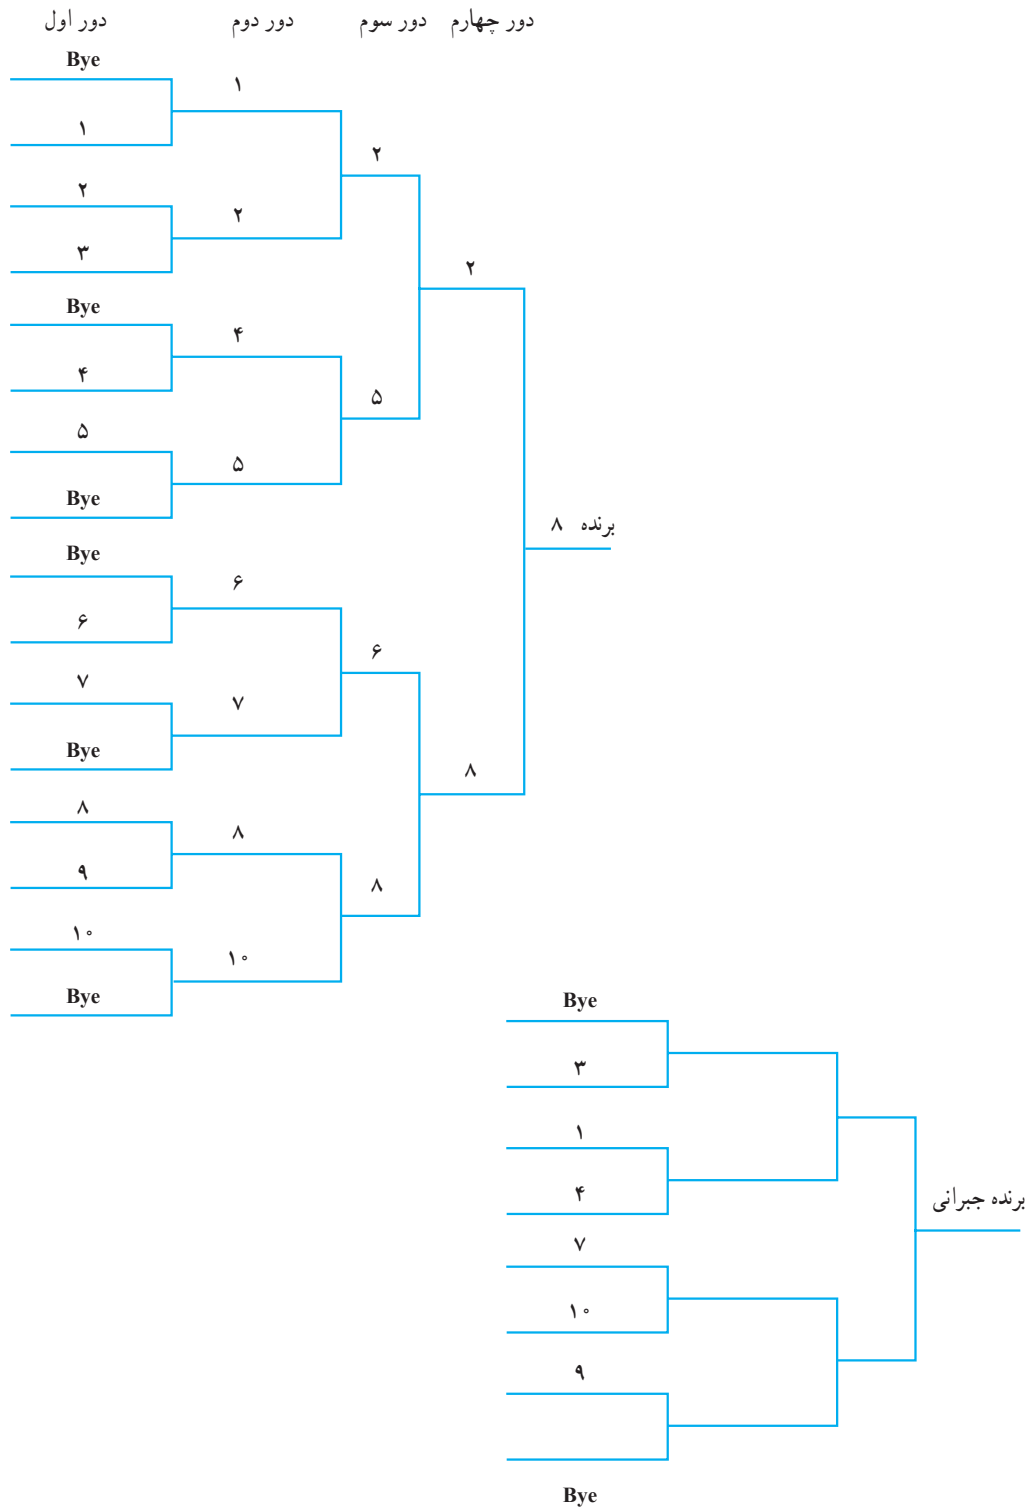 دور اول دور دوم دور سوم دور چهارم
Bye
۱
۱
۲
۲
۲
۳
۲
Bye
۴
۴
۵
۵
۵
Bye
برنده ۸
Bye
۶
۶
۶
۷
۷
Bye
۸
۸
۸
۹
۸
۱۰
۱۰
Bye
Bye
۳
۱
۴
برنده جبرانی
۷
۱۰
۹
Bye